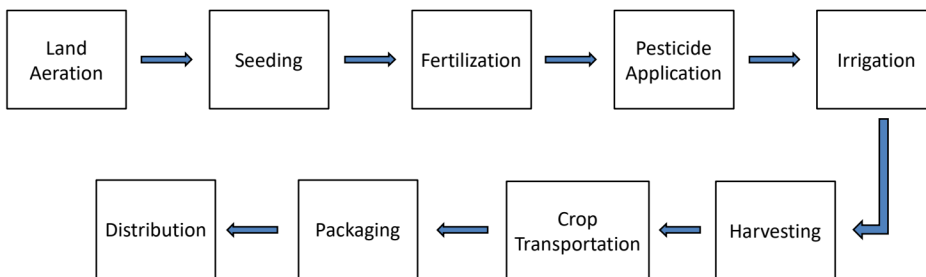 Land
Aeration
Seeding
Fertilization
Pesticide
Application
Irrigation
Harvesting
Crop
Transportation
Packaging
Distribution